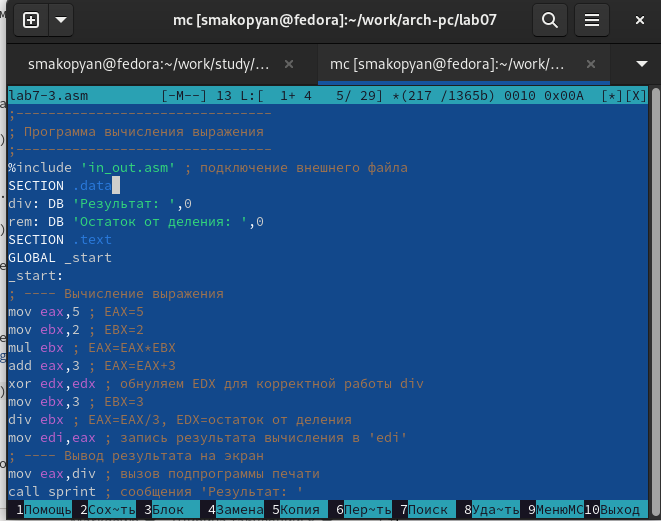 mc [smakopyan@fedora]:~/work/arch-pc/lab07
smakopyan@fedora:~/work/study/... × mc [smakopyan@fedora]:~/work/... ×
lab7-3.asm [-M--] 13 L:[ 1+ 4 5/ 29] *(217 /1365b) 0010 0x00A [*][X]
;--------------------------------
; Программа вычисления выражения
;--------------------------------
%include 'in_out.asm' ; подключение внешнего файла
SECTION .data
div: DB 'Результат: ',0
rem: DB 'Остаток от деления: ',0
SECTION .text
GLOBAL _start
_start:
; ---- Вычисление выражения
mov eax,5 ; EAX=5
mov ebx,2 ; EBX=2
mul ebx ; EAX=EAX*EBX
add eax,3 ; EAX=EAX+3
xor edx,edx ; обнуляем EDX для корректной работы div
mov ebx,3 ; EBX=3
div ebx ; EAX=EAX/3, EDX=остаток от деления
mov edi,eax ; запись результата вычисления в 'edi'
; ---- Вывод результата на экран
mov eax,div ; вызов подпрограммы печати
call sprint ; сообщения 'Результат: '
1Помощь 2Сох~ть 3Блок 4Замена 5Копия 6Пер~ть 7Поиск 8Уда~ть 9МенюMC 10Выход